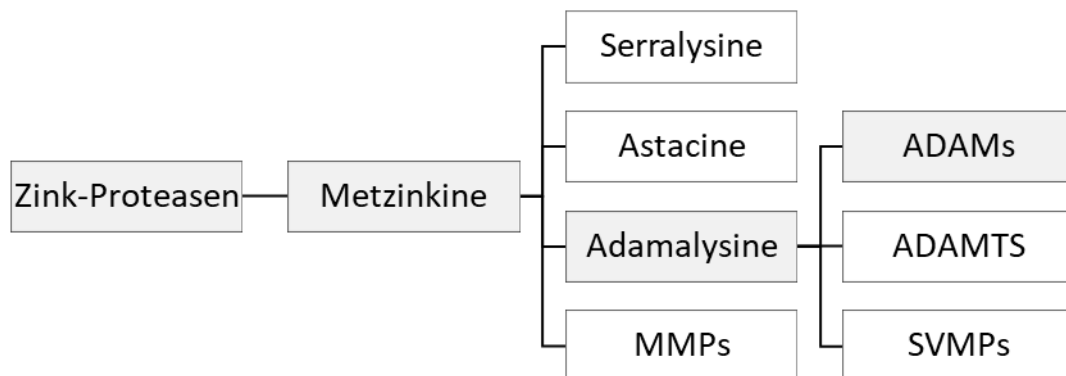 Zink-Proteasen
Metzinkine
Serralysine
Astacine
Adamalysine
MMPs
ADAMs
ADAMTS
SVMPs